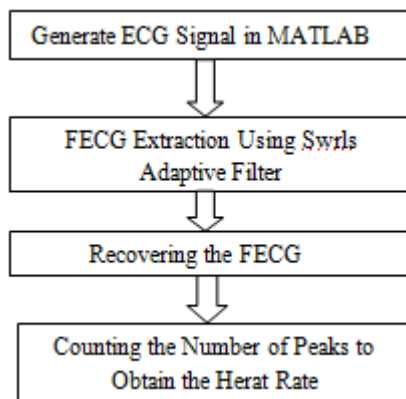 Generate ECG Signal in MATLAB
FECG Extraction Using Swrls
Adaptive Filter
Recovering the FECG
Counting the Number of Peaks to
Obtain the Herat Rate